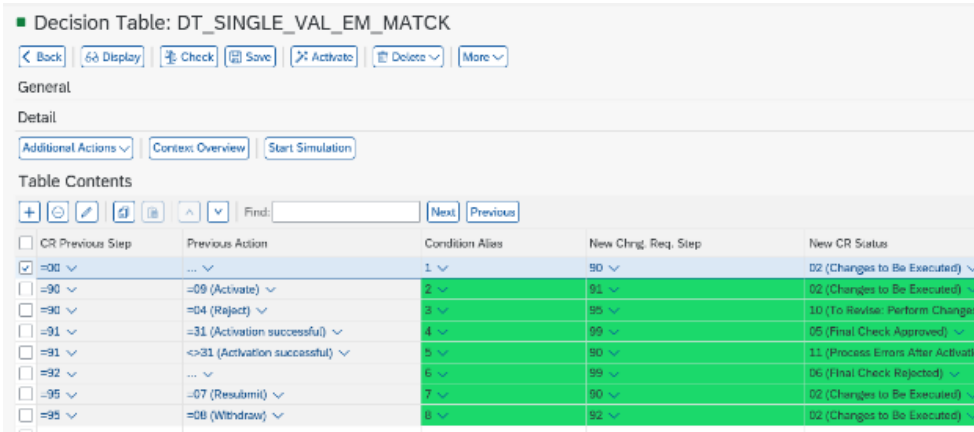 Decision Table: DT_SINGLE_VAL_EM_MATCK
Back Display Check Save Activate Delete More
General
Detail
Additional Actions Context Overview Start Simulation
Table Contents
Find: Next Previous
CR Previous Step Previous Action Condition Alias New Chng. Req. Step New CR Status
=00 ... 1 90 02 (Changes to Be Executed)
=90 =09 (Activate) 2 91 02 (Changes to Be Executed)
=90 =04 (Reject) 3 95 10 (To Revise: Perform Changes
=91 =31 (Activation successful) 4 99 05 (Final Check Approved)
=91 <>31 (Activation successful) 5 90 11 (Process Errors After Activati
=92 ... 6 99 06 (Final Check Rejected)
=95 =07 (Resubmit) 7 90 02 (Changes to Be Executed)
=95 =08 (Withdraw) 8 92 02 (Changes to Be Executed)